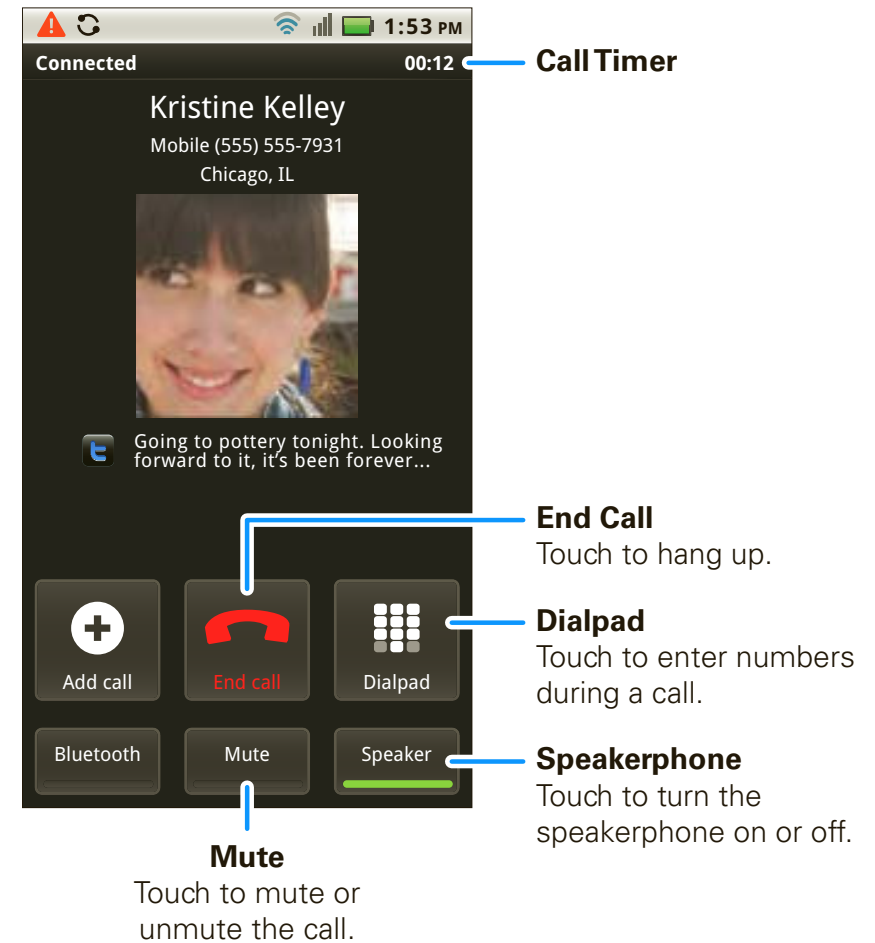 1:53 PM
Connected 00:12
Call Timer
Kristine Kelley
Mobile (555) 555-7931
Chicago, IL
Going to pottery tonight. Looking
forward to it, it's been forever...
End Call
Touch to hang up.
Add call
End call
Dialpad
Dialpad
Touch to enter numbers
during a call.
Bluetooth
Mute
Speaker
Speakerphone
Touch to turn the
speakerphone on or off.
Mute
Touch to mute or
unmute the call.